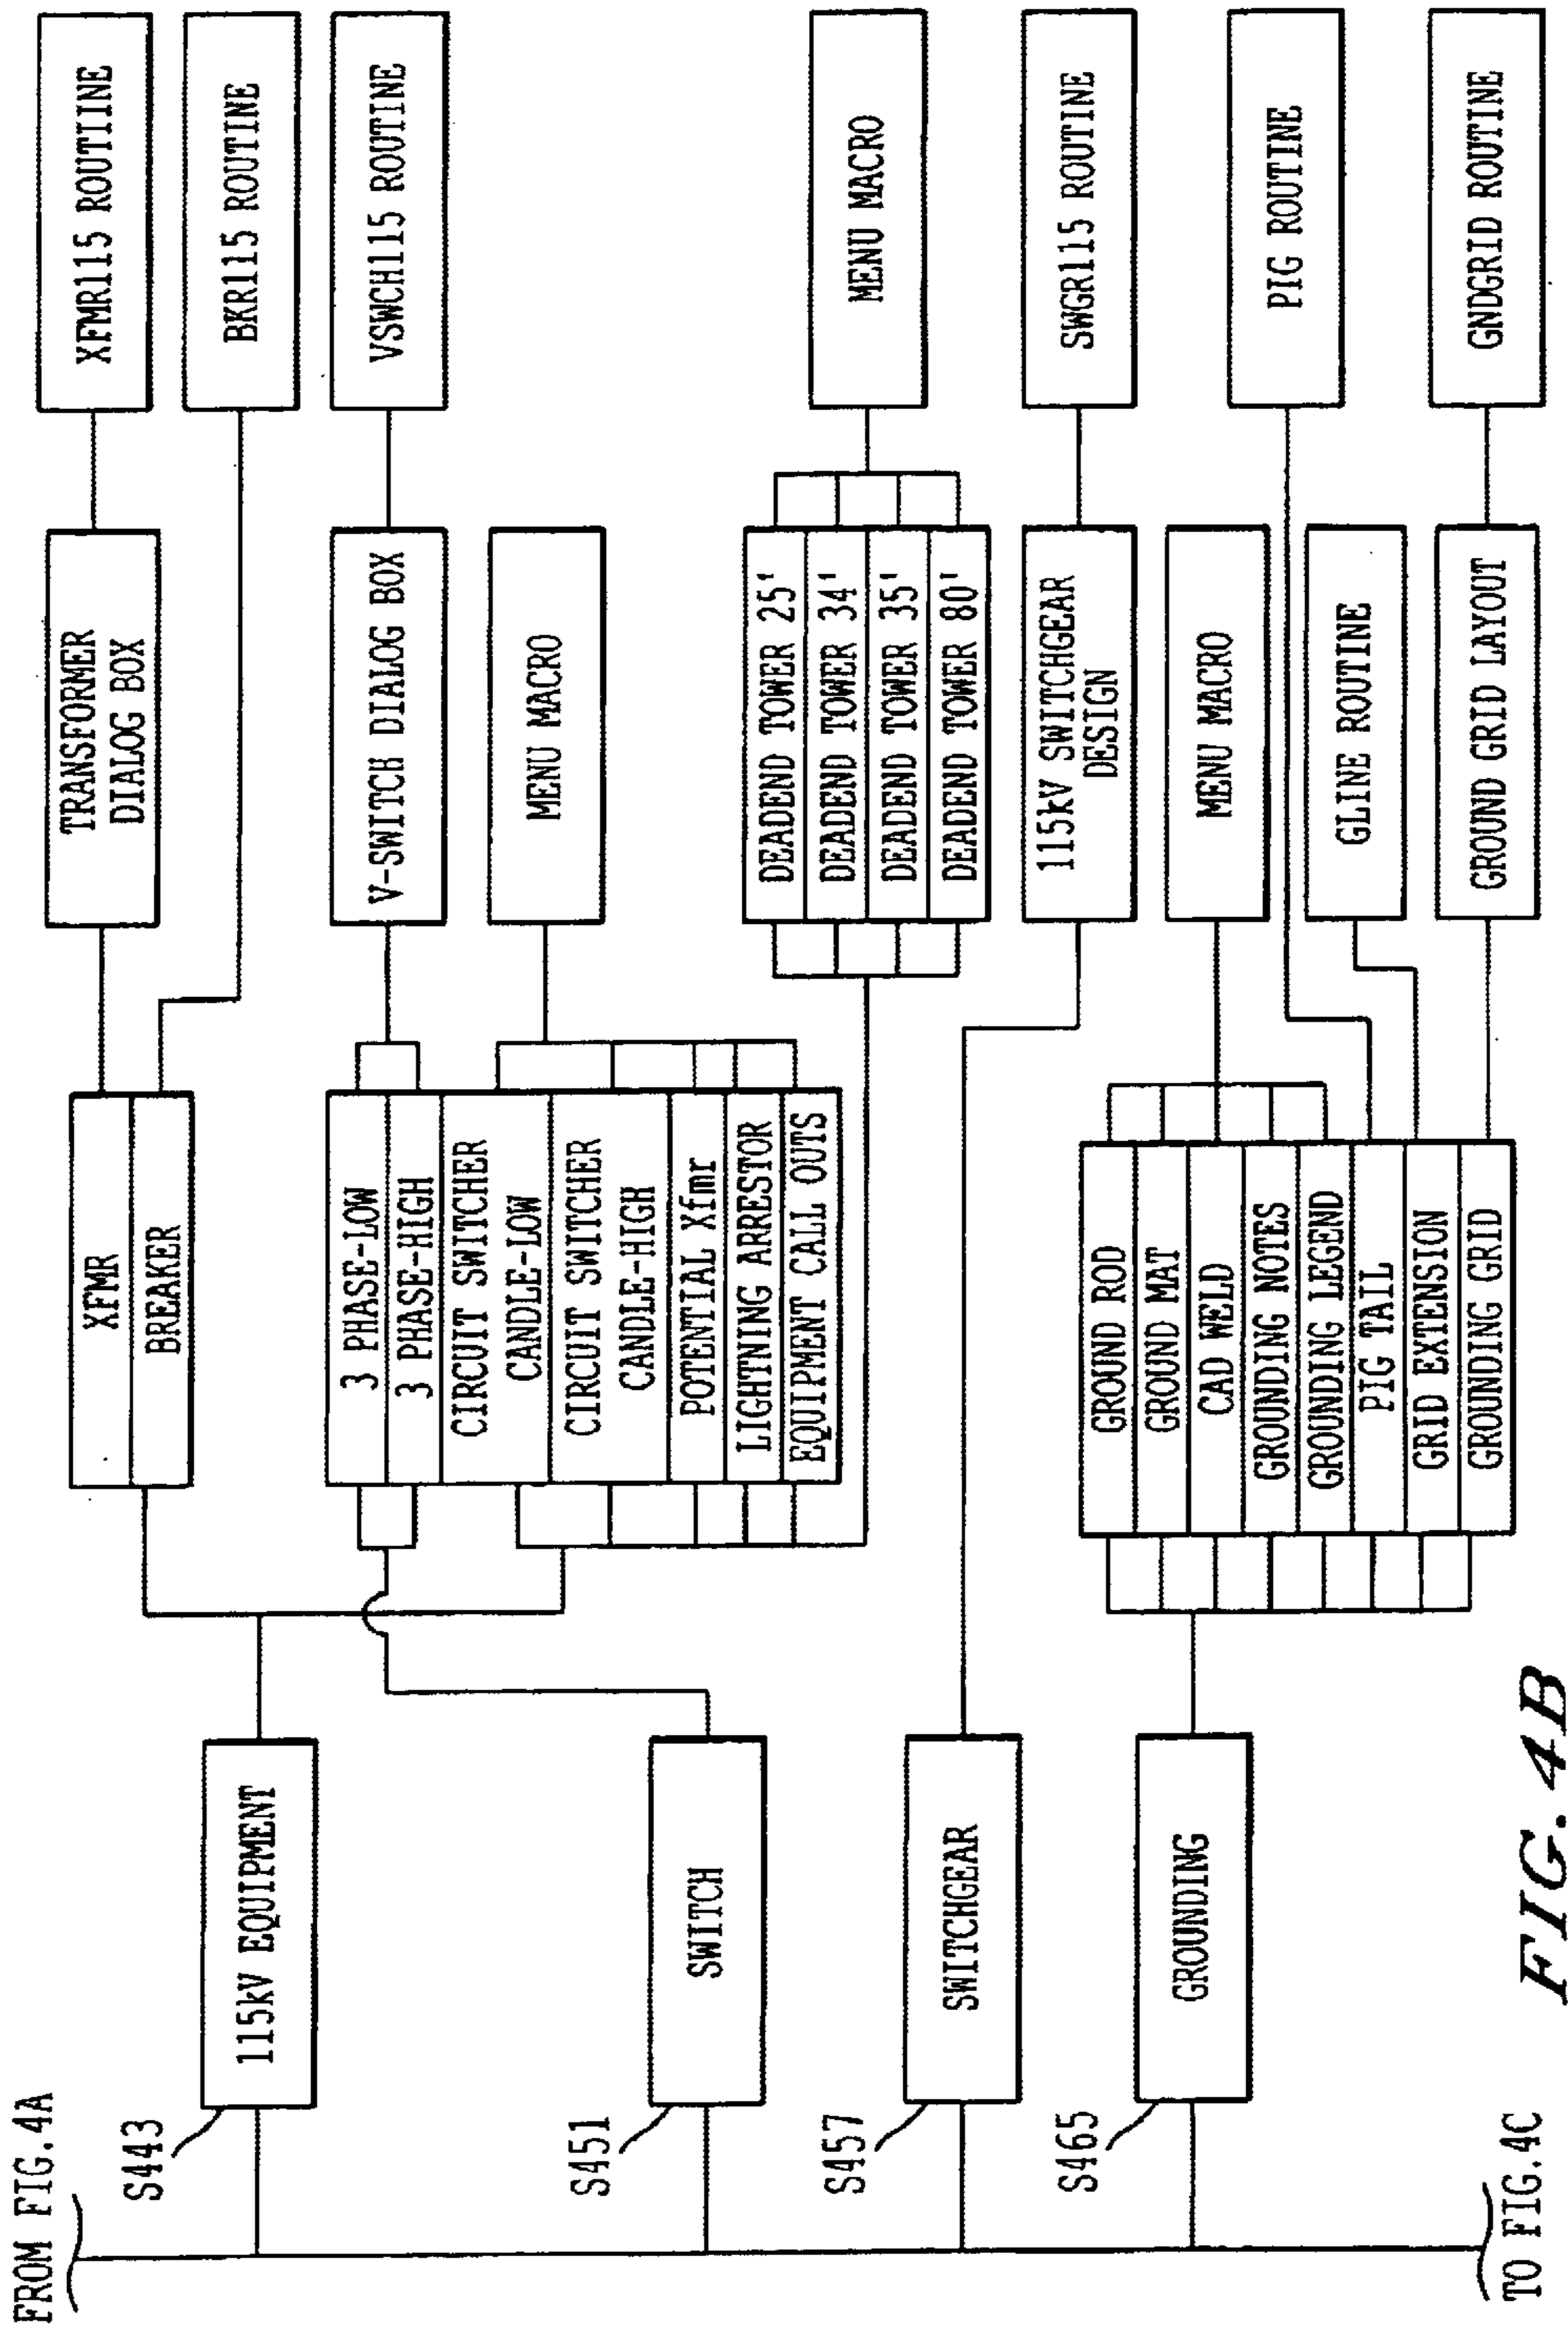 FROM FIG.4A
S443
115kV EQUIPMENT
XFMR
BREAKER
TRANSFORMER
DIALOG BOX
XFMR115 ROUTIINE
BKR115 ROUTINE
S451
SWITCH
3 PHASE-LOW
3 PHASE-HIGH
CIRCUIT SWITCHER
CANDLE-LOW
CIRCUIT SWITCHER
CANDLE-HIGH
POTENTIAL Xfmr
LIGHTNING ARRESTOR
EQUIPMENT CALL OUTS
V-SWITCH DIALOG BOX
VSWCH115 ROUTINE
MENU MACRO
DEADEND TOWER 25'
DEADEND TOWER 34'
DEADEND TOWER 35'
DEADEND TOWER 80'
MENU MACRO
S457
SWITCHGEAR
115kV SWITCHGEAR
DESIGN
SWGR115 ROUTINE
S465
GROUNDING
GROUND ROD
GROUND MAT
CAD WELD
GROUNDING NOTES
GROUNDING LEGEND
PIG TAIL
GRID EXTENSION
GROUNDING GRID
MENU MACRO
PIG ROUTINE
GLINE ROUTINE
GROUND GRID LAYOUT
GNDGRID ROUTINE
TO FIG.4C
FIG. 4B